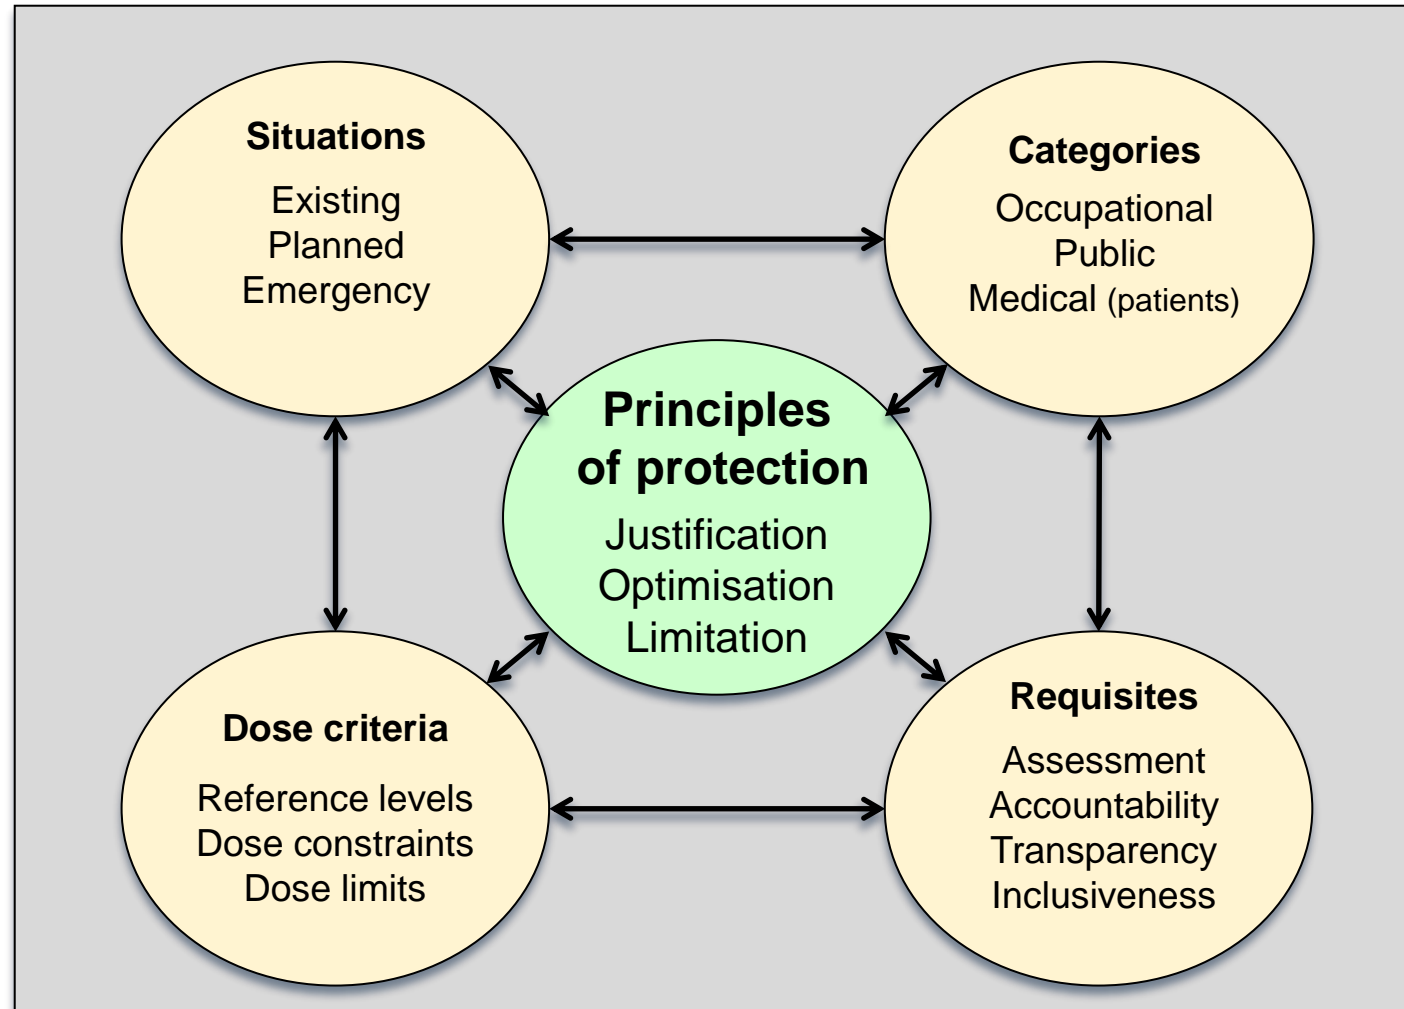 Situations
Existing
Planned
Emergency
Categories
Occupational
Public
Medical (patients)
Principles
of protection
Justification
Optimisation
Limitation
Dose criteria
Reference levels
Dose constraints
Dose limits
Requisites
Assessment
Accountability
Transparency
Inclusiveness